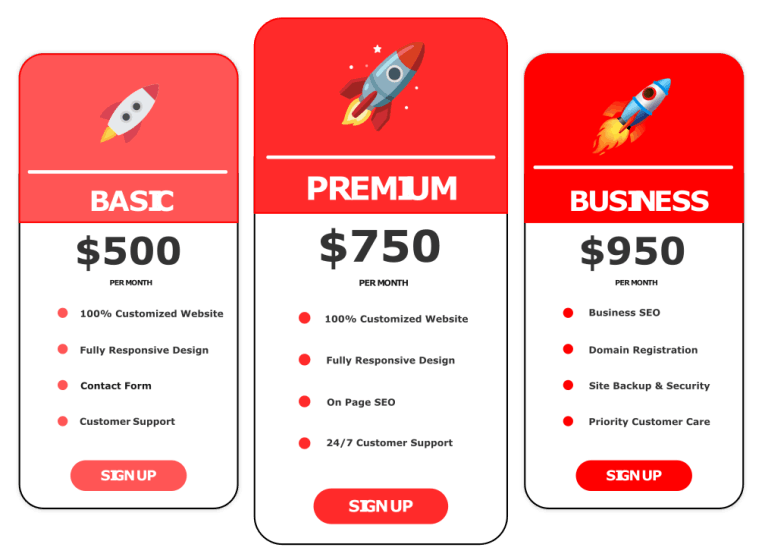 BASIC
$500
PER MONTH
100% Customized Website
Fully Responsive Design
Contact Form
Customer Support
SIGN UP
PREMIUM
$750
PER MONTH
100% Customized Website
Fully Responsive Design
On Page SEO
24/7 Customer Support
SIGN UP
BUSINESS
$950
PER MONTH
Business SEO
Domain Registration
Site Backup & Security
Priority Customer Care
SIGN UP